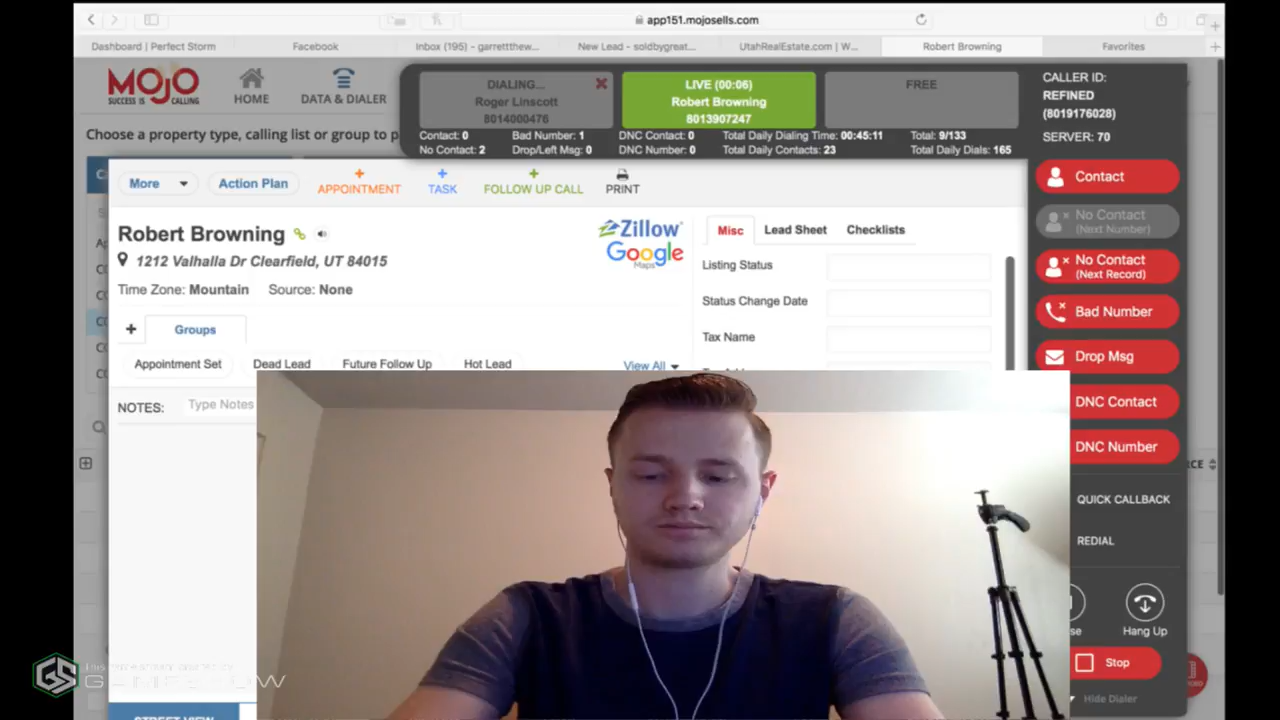 app151.mojosells.com
Dashboard | Perfect Storm
Facebook
Inbox (195) - garrettthew...
New Lead - soldbygreat...
UtahRealEstate.com | W...
Robert Browning
Favorites
MOJO
SUCCESS IS CALLING
HOME
DATA & DIALER
DIALING...
Roger Linscott
8014000476
LIVE (00:06)
Robert Browning
8013907247
FREE
CALLER ID:
REFINED
(8019176028)
SERVER: 70
Contact: 0
Bad Number: 1
DNC Contact: 0
Total Daily Dialing Time: 00:45:11
Total: 9/133
No Contact: 2
Drop/Left Msg: 0
DNC Number: 0
Total Daily Contacts: 23
Total Daily Dials: 165
Choose a property type, calling list or group to p
More
Action Plan
APPOINTMENT
TASK
FOLLOW UP CALL
PRINT
Robert Browning
1212 Valhalla Dr Clearfield, UT 84015
Time Zone: Mountain
Source: None
Zillow
Google
Maps
Misc
Lead Sheet
Checklists
Listing Status
Status Change Date
Tax Name
Groups
Appointment Set
Dead Lead
Future Follow Up
Hot Lead
View All
NOTES:
Type Notes
Contact
No Contact
(Next Number)
No Contact
(Next Record)
Bad Number
Drop Msg
DNC Contact
DNC Number
QUICK CALLBACK
REDIAL
se
Hang Up
Stop
Hide Dialer
RCE
STREET VIEW
GS
GAMESHOW